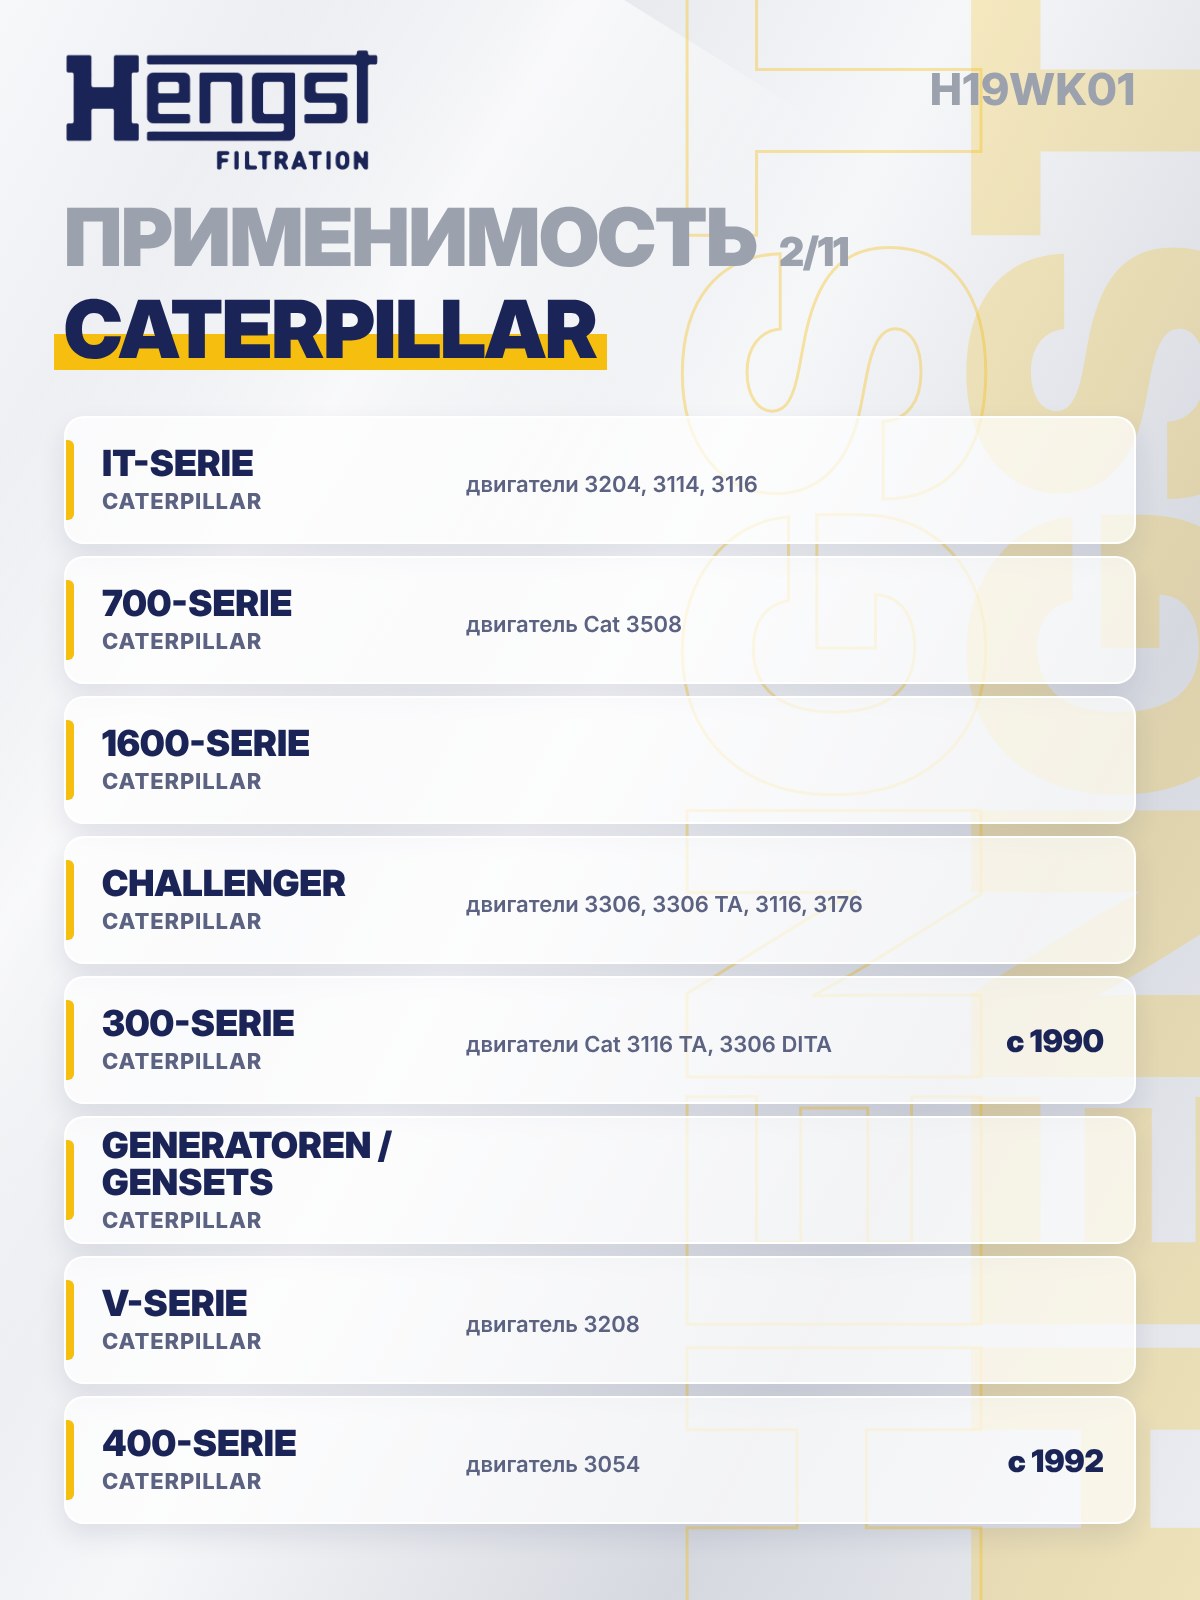 Hengst
FILTRATION
H19WK01
ПРИМЕНИМОСТЬ 2/11
CATERPILLAR
IT-SERIE
CATERPILLAR
двигатели 3204, 3114, 3116
700-SERIE
CATERPILLAR
двигатель Cat 3508
1600-SERIE
CATERPILLAR
CHALLENGER
CATERPILLAR
двигатели 3306, 3306 TA, 3116, 3176
300-SERIE
CATERPILLAR
двигатели Cat 3116 TA, 3306 DITA
с 1990
GENERATOREN /
GENSETS
CATERPILLAR
V-SERIE
CATERPILLAR
двигатель 3208
400-SERIE
CATERPILLAR
двигатель 3054
с 1992
HENGST
HENGST